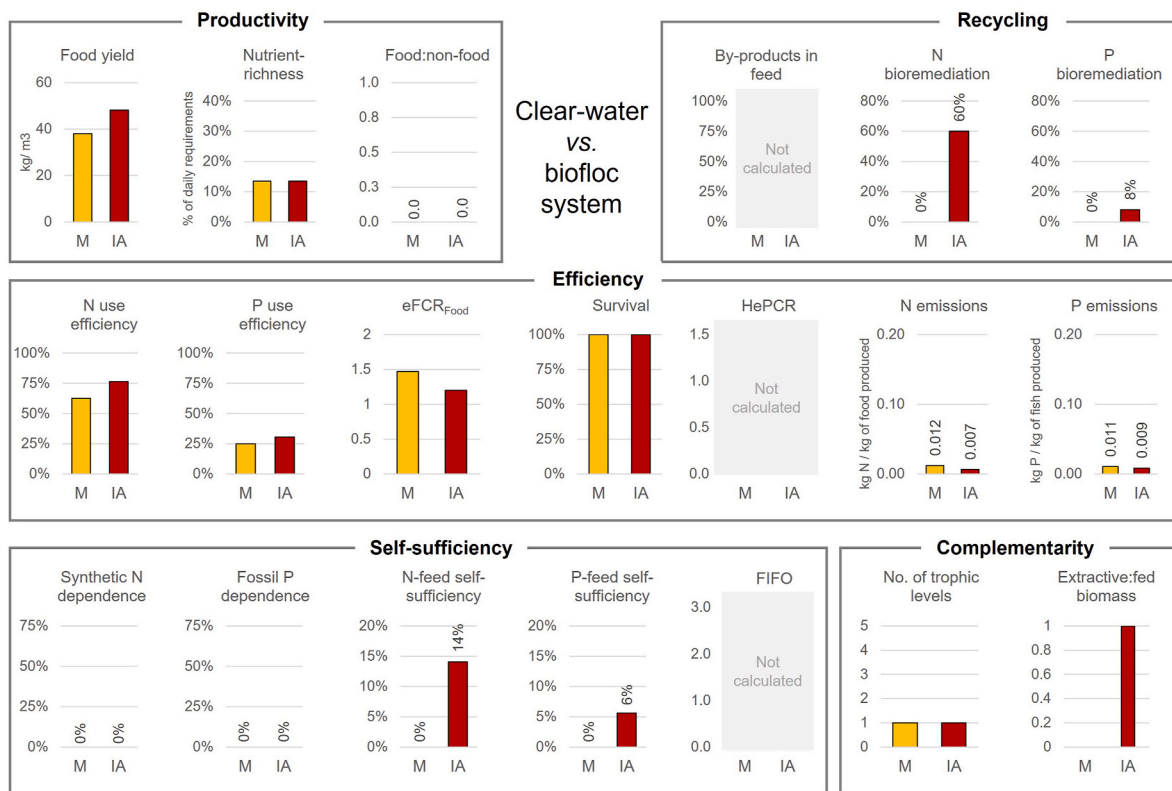 Productivity
Food yield
60
40
20
0
kg/ m3
M IA
Nutrient-
richness
40%
30%
20%
10%
0%
% of daily requirements
M IA
Food:non-food
1.0
0.8
0.5
0.3
0.0
0.0 0.0
M IA
Clear-water
vs.
biofloc
system
Recycling
By-products in
feed
100%
75%
50%
25%
0%
Not
calculated
M IA
N
bioremediation
80%
60%
40%
20%
0%
0% 60%
M IA
P
bioremediation
80%
60%
40%
20%
0%
0% 8%
M IA
Efficiency
N use
efficiency
100%
75%
50%
25%
0%
M IA
P use
efficiency
100%
75%
50%
25%
0%
M IA
eFCRFood
2
1.5
1
0.5
0
M IA
Survival
100%
75%
50%
25%
0%
M IA
HePCR
1.5
1.0
0.5
0.0
Not
calculated
M IA
N emissions
0.20
0.10
0.00
kg N / kg of food produced
0.012 0.007
M IA
P emissions
0.20
0.10
0.00
kg P / kg of fish produced
0.011 0.009
M IA
Self-sufficiency
Synthetic N
dependence
75%
50%
25%
0%
0% 0%
M IA
Fossil P
dependence
75%
50%
25%
0%
0% 0%
M IA
N-feed self-
sufficiency
20%
15%
10%
5%
0%
0% 14%
M IA
P-feed self-
sufficiency
20%
15%
10%
5%
0%
0% 6%
M IA
FIFO
3.0
2.0
1.0
0.0
Not
calculated
M IA
Complementarity
No. of trophic
levels
5
4
3
2
1
0
M IA
Extractive:fed
biomass
1
0.8
0.6
0.4
0.2
0
M IA